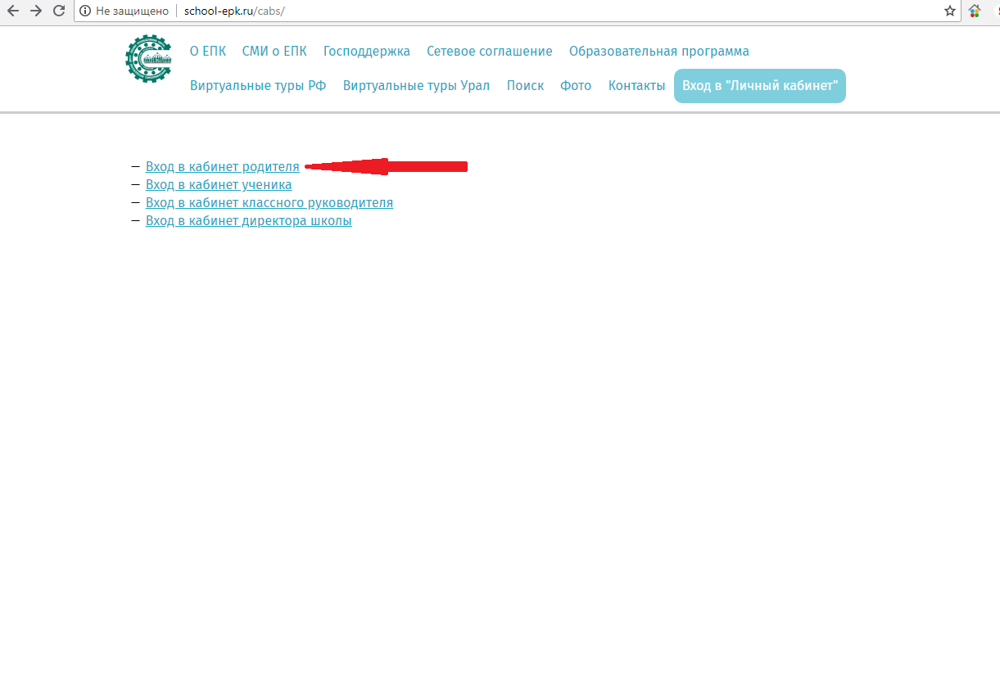 Не защищено school-epk.ru/cabs/
О ЕПК СМИ о ЕПК Господдержка Сетевое соглашение Образовательная программа
Виртуальные туры РФ Виртуальные туры Урал Поиск Фото Контакты Вход в "Личный кабинет"
– Вход в кабинет родителя
– Вход в кабинет ученика
– Вход в кабинет классного руководителя
– Вход в кабинет директора школы